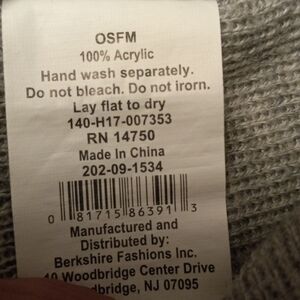 OSFM
100% Acrylic
Hand wash separately.
Do not bleach. Do not irorn.
Lay flat to dry
140-H17-007353
RN 14750
Made In China
202-09-1534
0 81715 86391 3
Manufactured and
Distributed by:
Berkshire Fashions Inc.
10 Woodbridge Center Drive
Woodbridge, NJ 07095